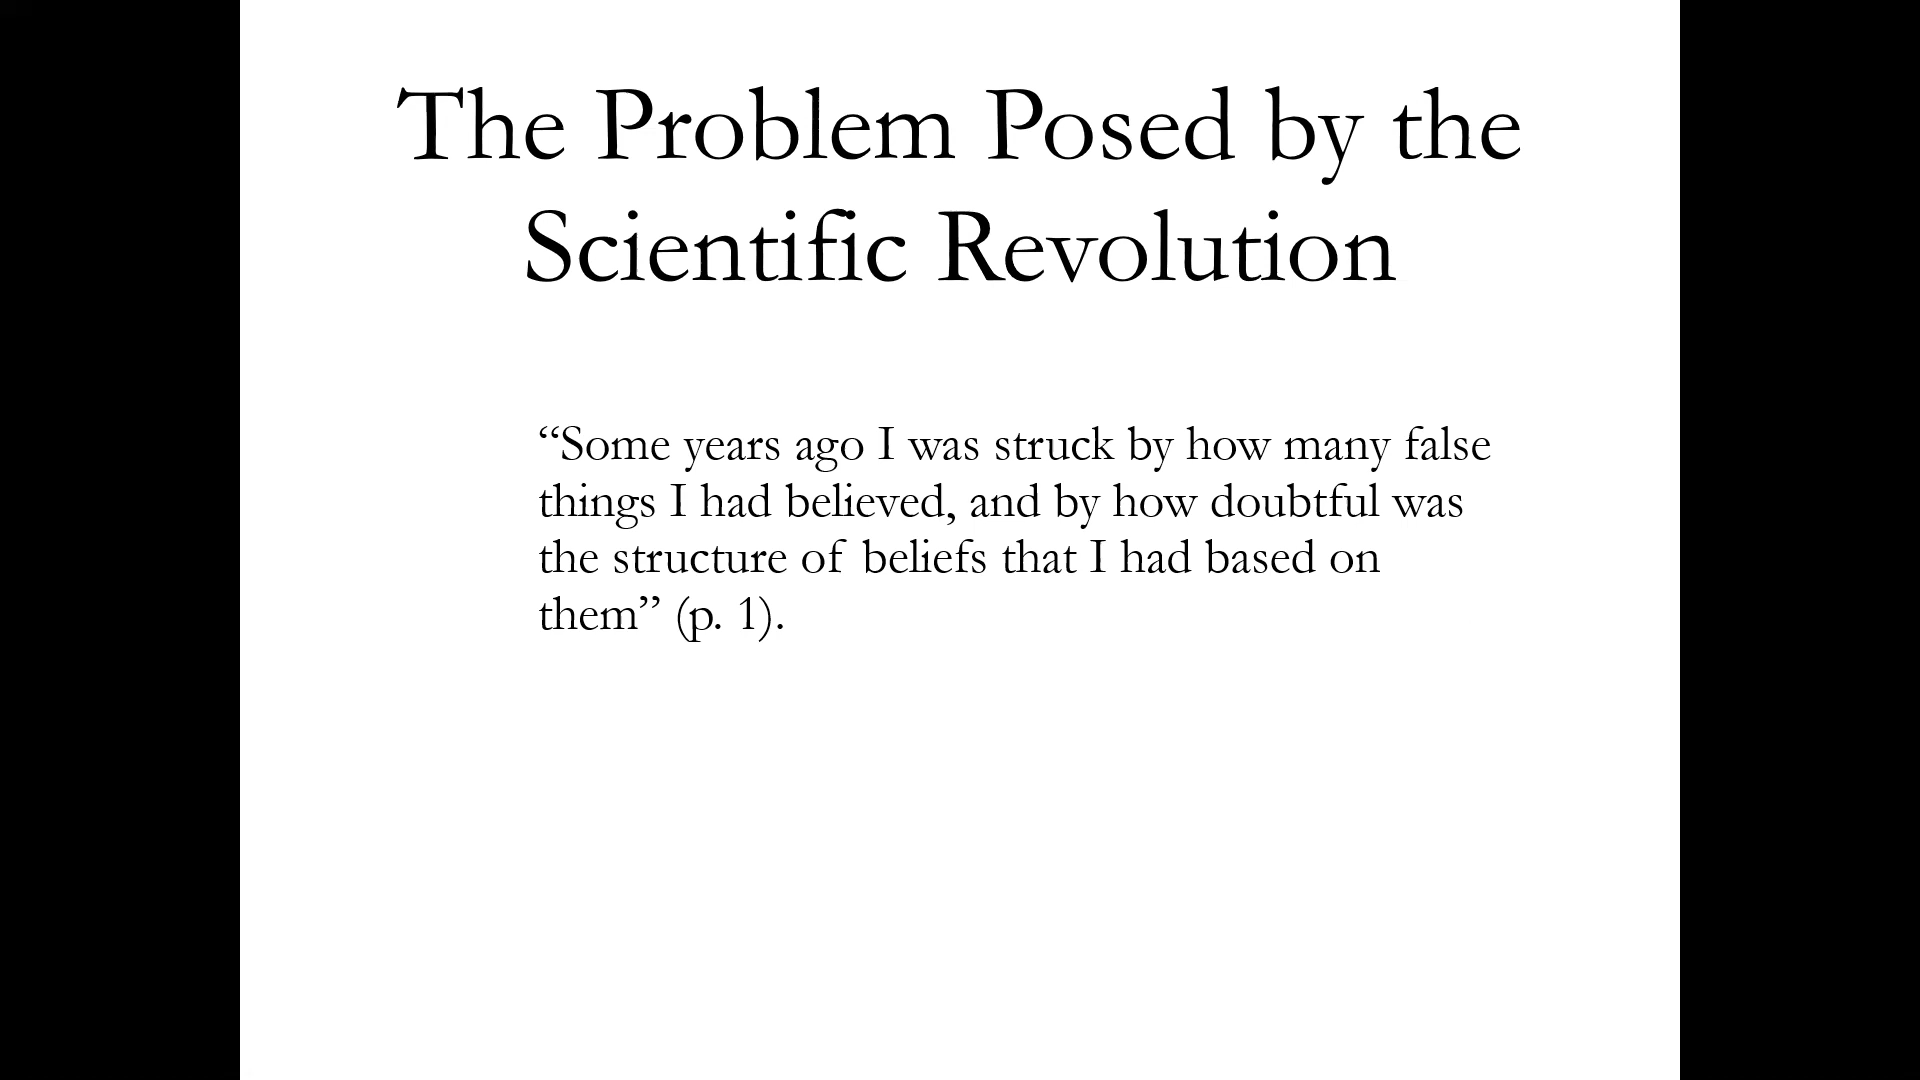 The Problem Posed by the
Scientific Revolution
“Some years ago I was struck by how many false
things I had believed, and by how doubtful was
the structure of beliefs that I had based on
them” (p. 1).